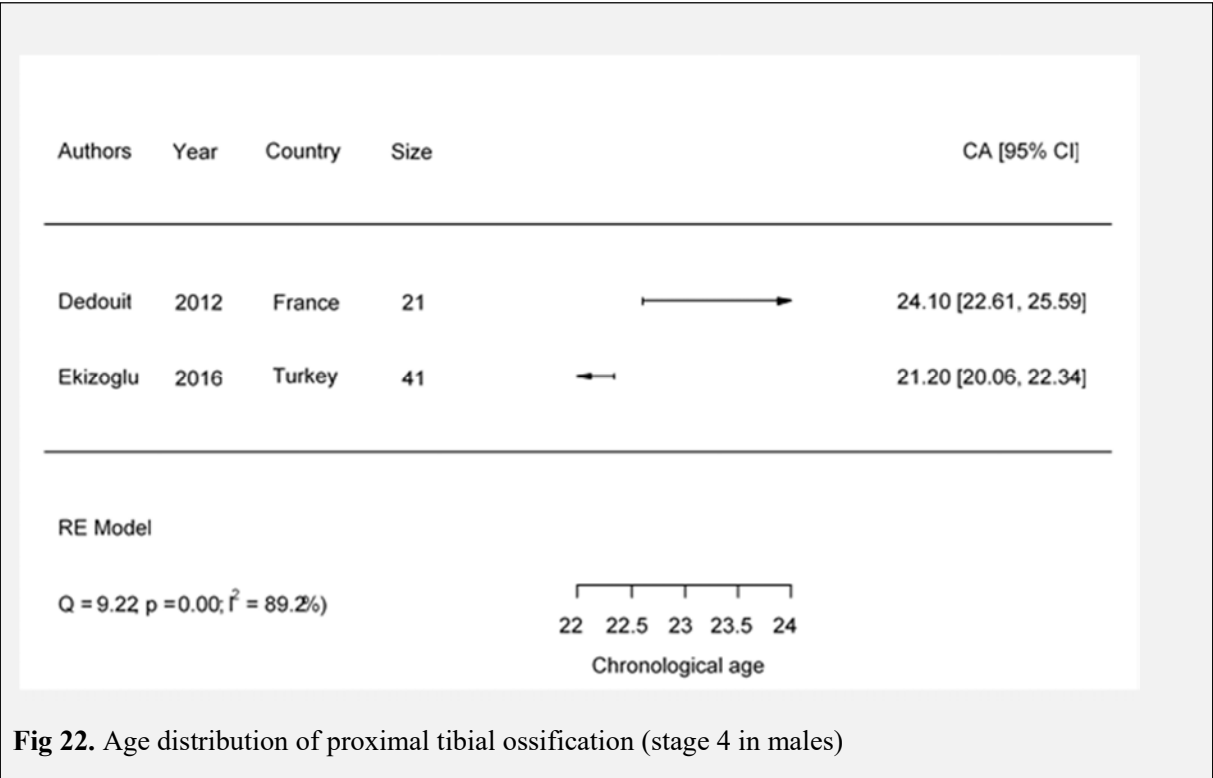 Authors Year Country Size CA [95% CI]
Dedouit 2012 France 21 24.10 [22.61, 25.59]
Ekizoglu 2016 Turkey 41 21.20 [20.06, 22.34]
RE Model
Q = 9.22 p =0.00; I² = 89.2%)
22 22.5 23 23.5 24
Chronological age
Fig 22. Age distribution of proximal tibial ossification (stage 4 in males)